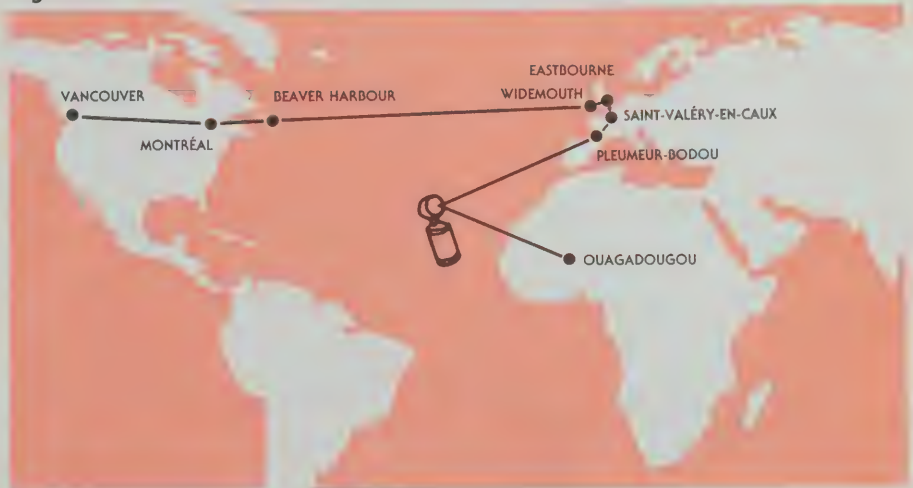 EASTBOURNE
VANCOUVER
BEAVER HARBOUR
WIDEMOUTH
SAINT-VALÉRY-EN-CAUX
MONTRÉAL
PLEUMEUR-BODOU
OUAGADOUGOU